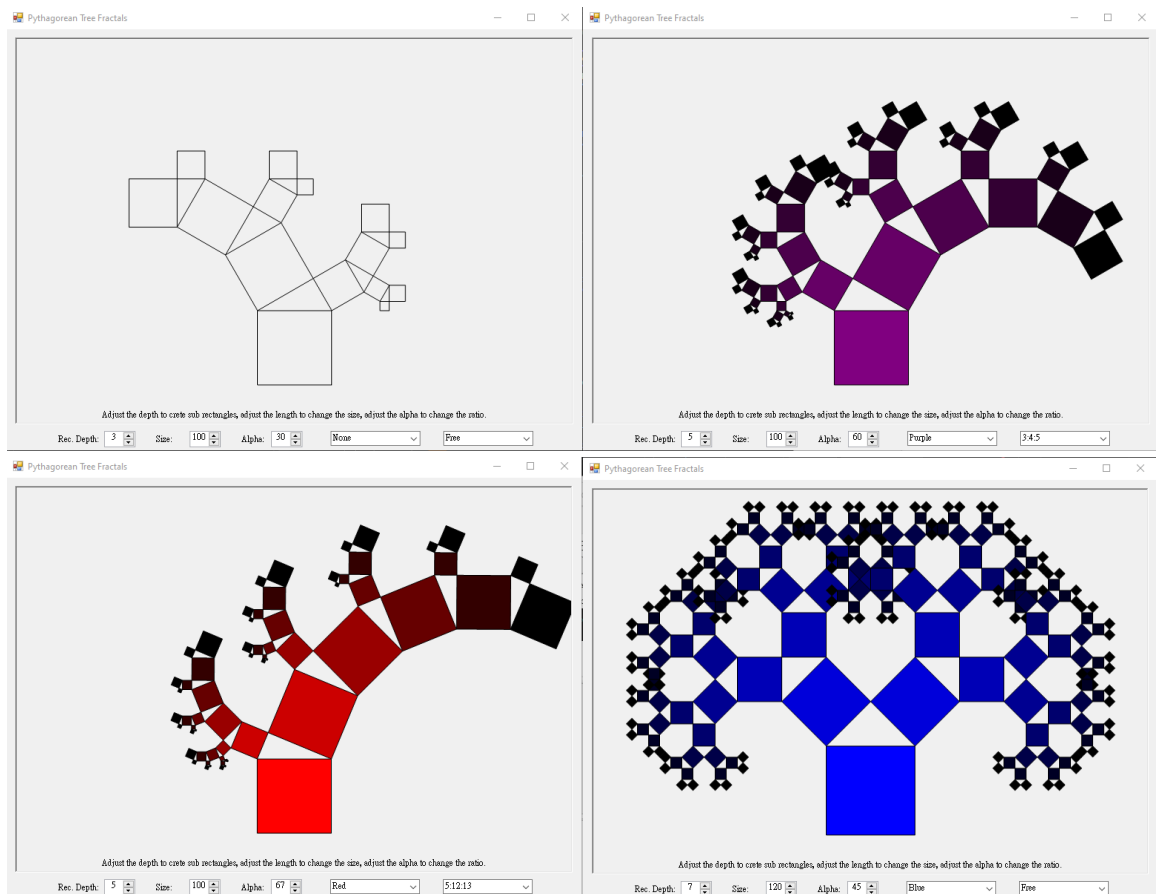 Pythagorean Tree Fractals
Adjust the depth to crete sub rectangles, adjust the length to change the size, adjust the alpha to change the ratio.
Rec. Depth: 3 Size: 100 Alpha: 30 None Free
Pythagorean Tree Fractals
Adjust the depth to crete sub rectangles, adjust the length to change the size, adjust the alpha to change the ratio.
Rec. Depth: 5 Size: 100 Alpha: 60 Purple 3:4:5
Pythagorean Tree Fractals
Adjust the depth to crete sub rectangles, adjust the length to change the size, adjust the alpha to change the ratio.
Rec. Depth: 5 Size: 100 Alpha: 67 Red 5:12:13
Pythagorean Tree Fractals
Adjust the depth to crete sub rectangles, adjust the length to change the size, adjust the alpha to change the ratio.
Rec. Depth: 7 Size: 120 Alpha: 45 Blue Free